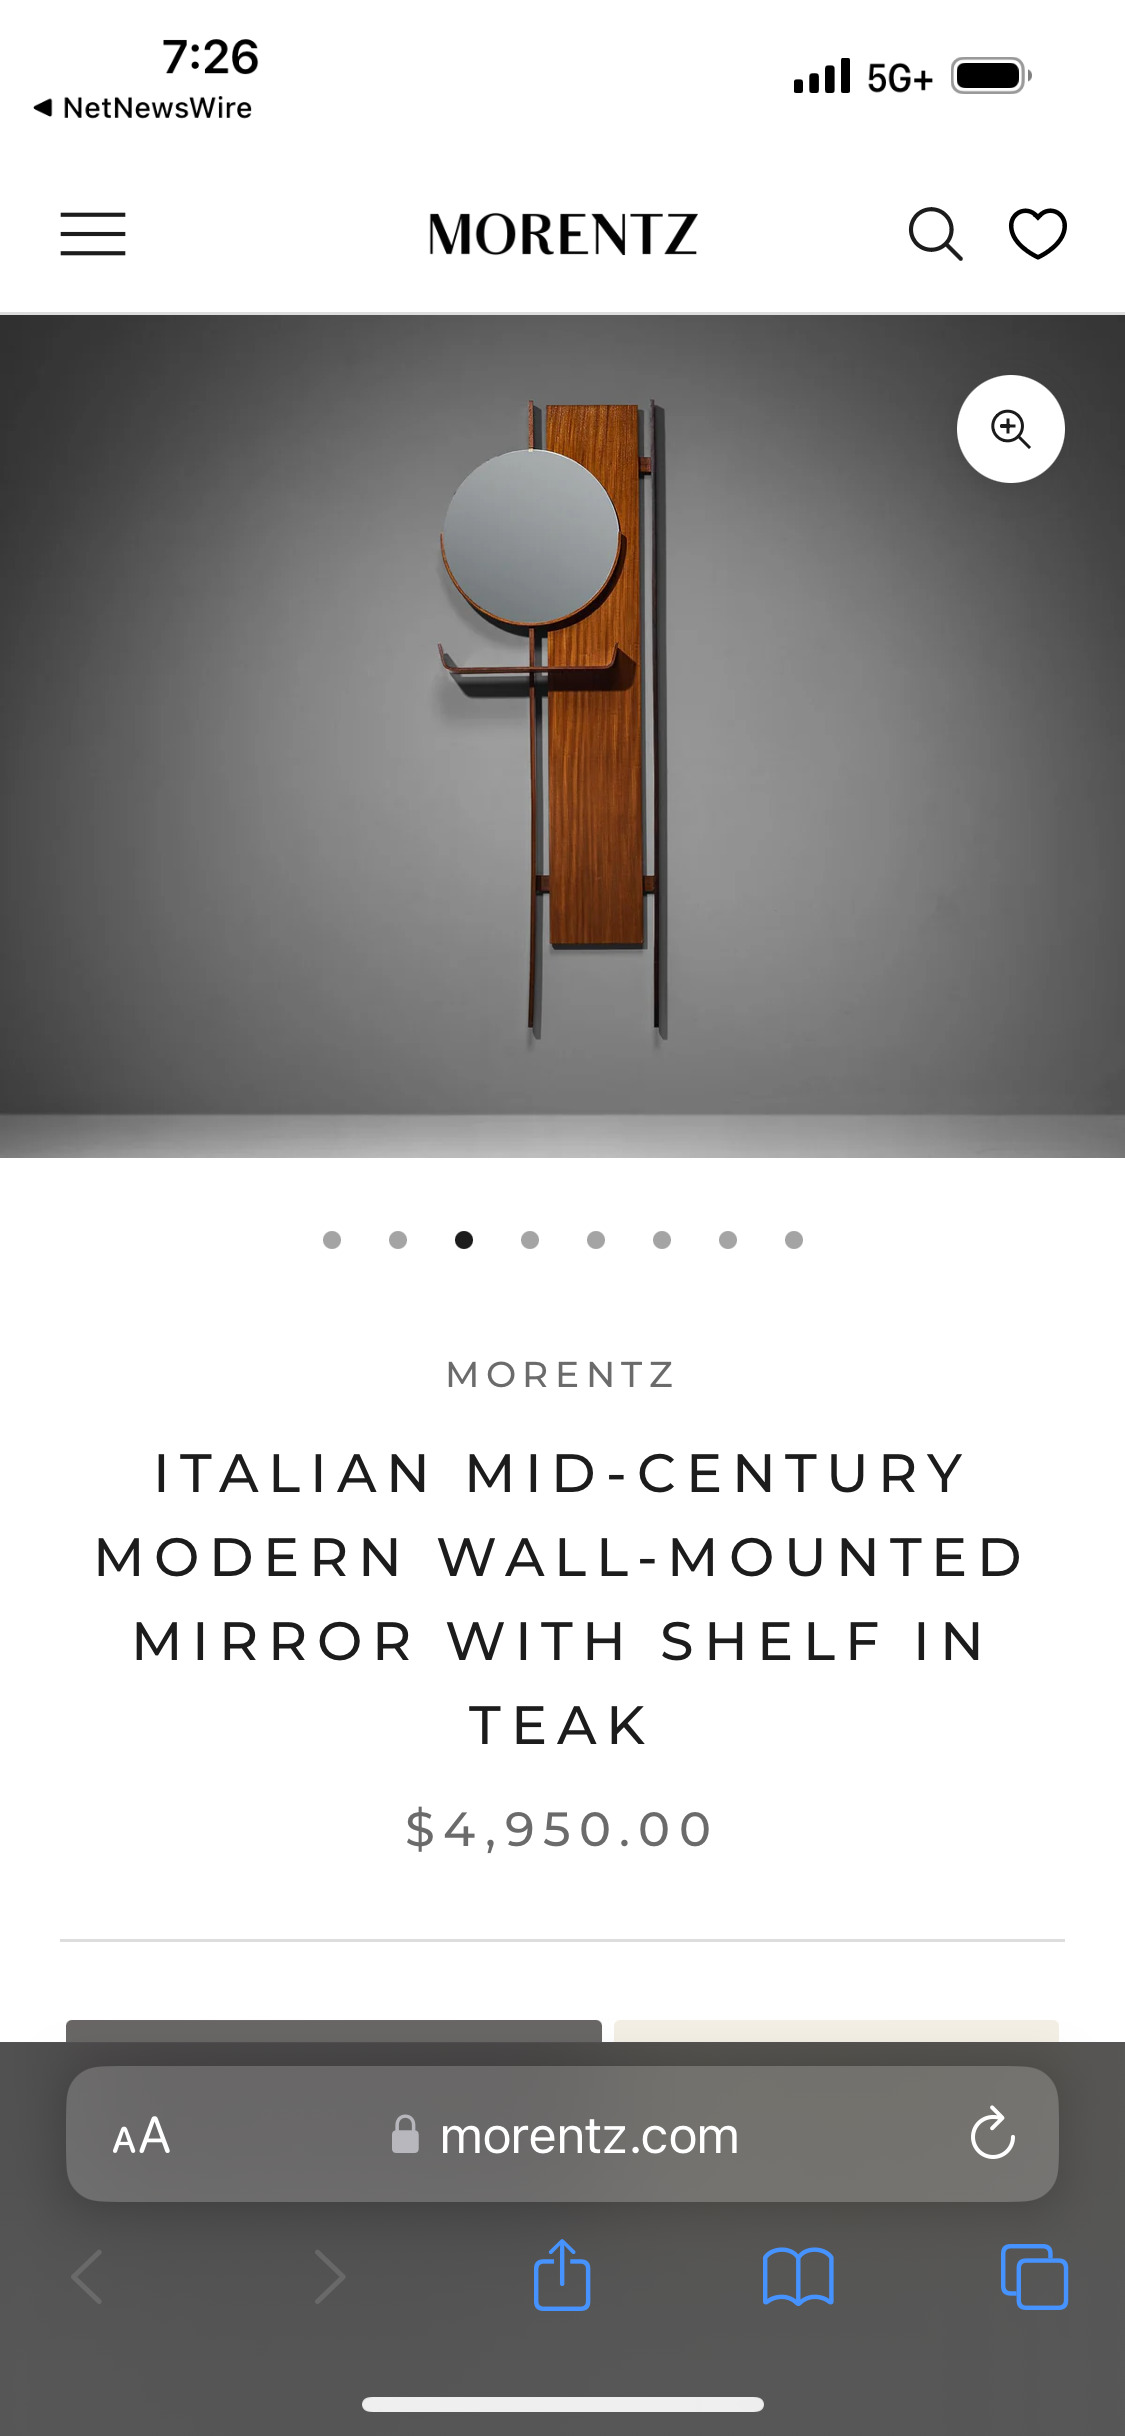 7:26
5G+
◀ NetNewsWire
MORENTZ
MORENTZ
ITALIAN MID-CENTURY
MODERN WALL-MOUNTED
MIRROR WITH SHELF IN
TEAK
$4,950.00
AA
morentz.com